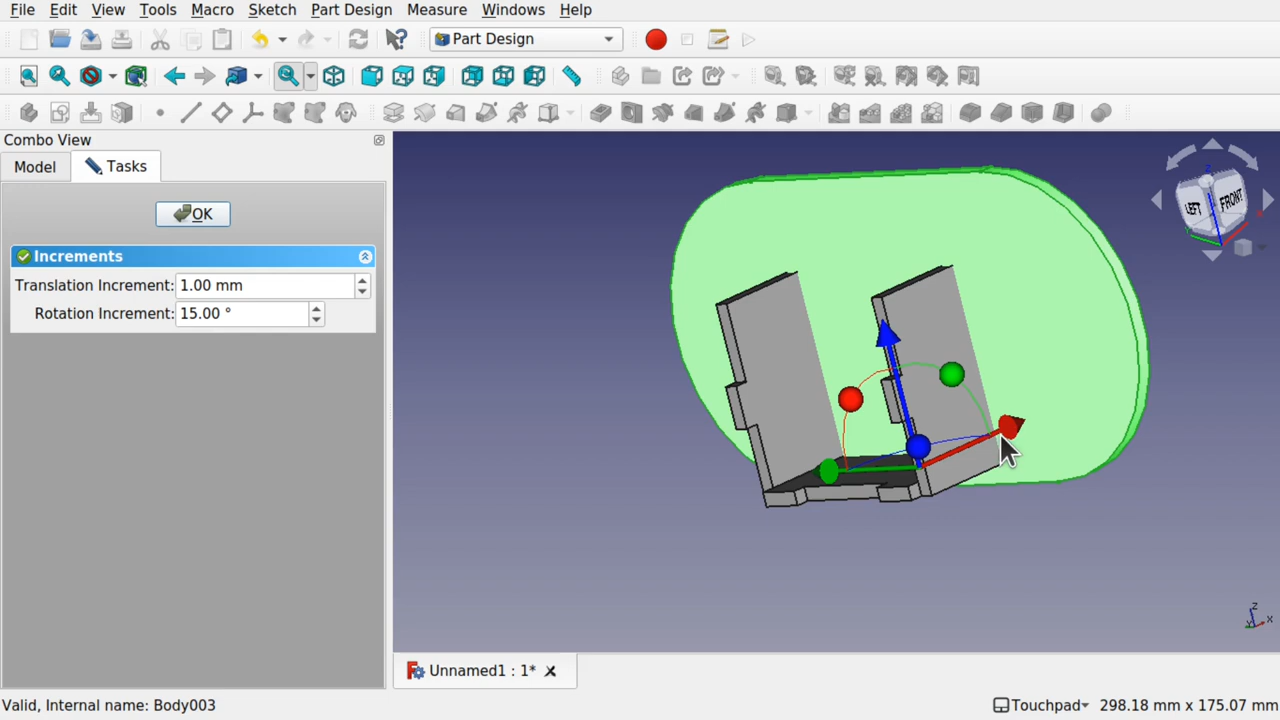 File Edit View Tools Macro Sketch Part Design Measure Windows Help
Part Design
Combo View
Model Tasks
OK
Increments
Translation Increment: 1.00 mm
Rotation Increment: 15.00 °
LEFT FRONT
Z
Z
Y X
Unnamed1 : 1*
Valid, Internal name: Body003 Touchpad 298.18 mm x 175.07 mm